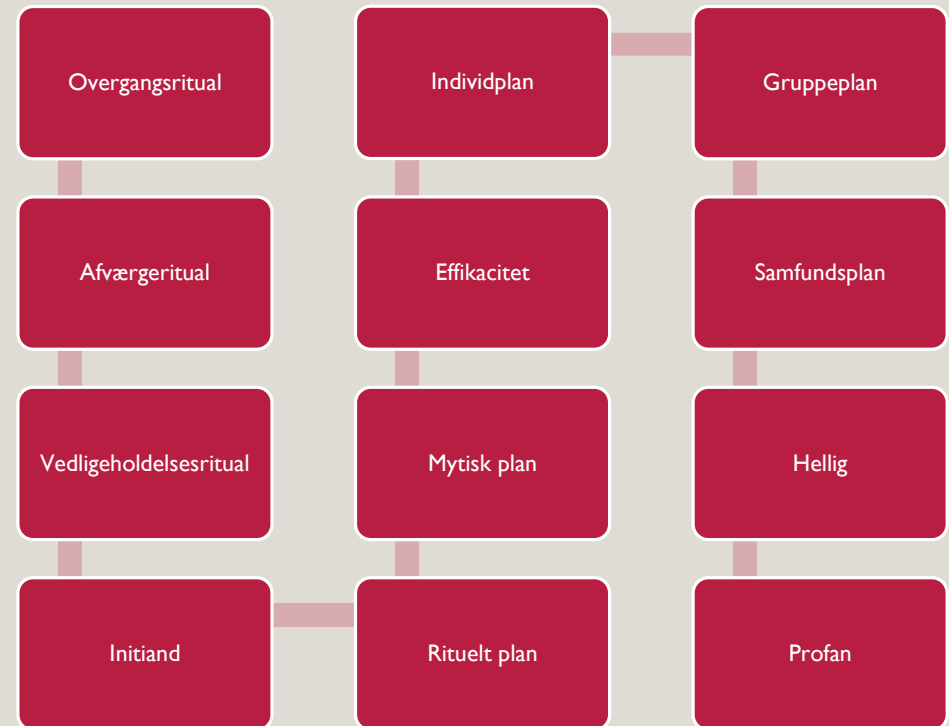 Overgangsritual
Afværgeritual
Vedligeholdelsesritual
Initiand
Rituelt plan
Mytisk plan
Effikacitet
Individplan
Gruppeplan
Samfundsplan
Hellig
Profan